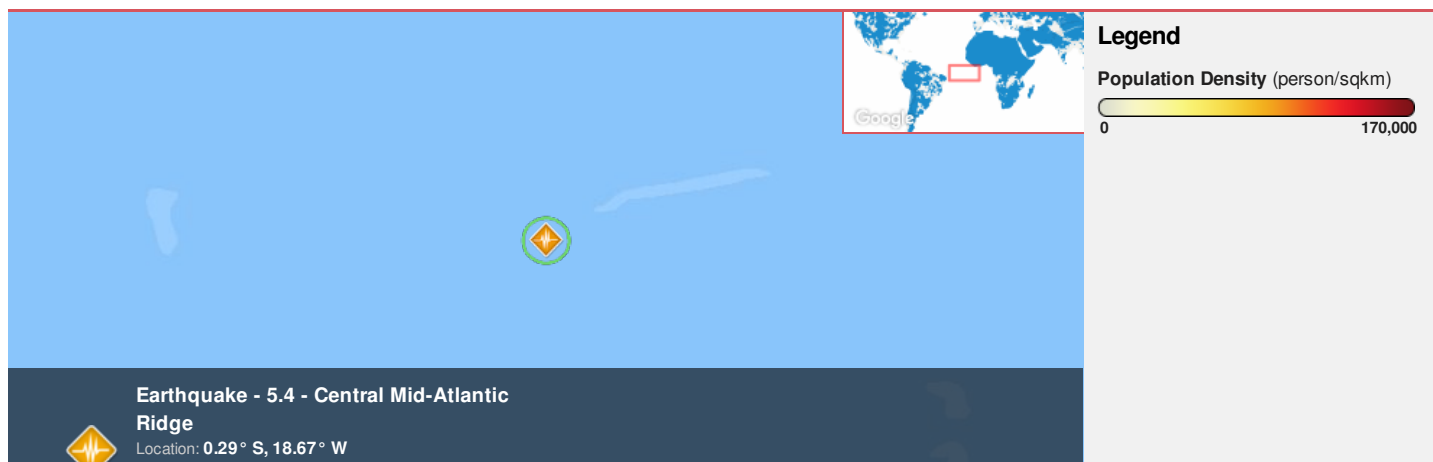 Google
Legend
Population Density (person/sqkm)
0 170,000
Earthquake - 5.4 - Central Mid-Atlantic
Ridge
Location: 0.29° S, 18.67° W